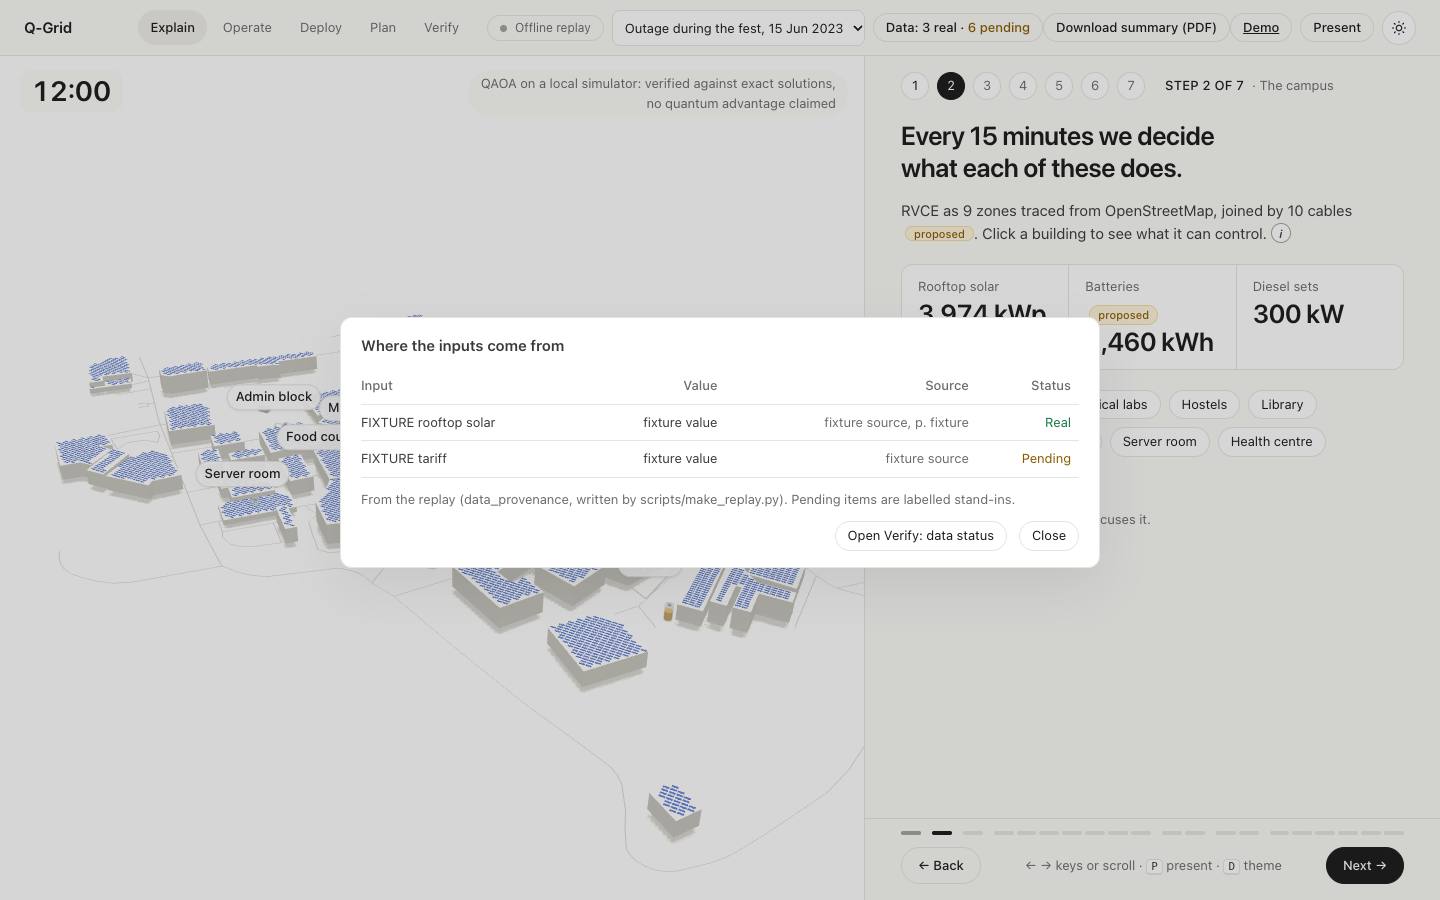 Q-Grid
Explain Operate Deploy Plan Verify
Offline replay
Outage during the fest, 15 Jun 2023
Data: 3 real · 6 pending
Download summary (PDF)
Demo
Present
12:00
QAOA on a local simulator: verified against exact solutions,
no quantum advantage claimed
1 2 3 4 5 6 7 STEP 2 OF 7 · The campus
Every 15 minutes we decide
what each of these does.
RVCE as 9 zones traced from OpenStreetMap, joined by 10 cables
proposed. Click a building to see what it can control. i
Rooftop solar
3,974 kWp
Batteries
proposed
,460 kWh
Diesel sets
300 kW
ical labs Hostels Library
Server room Health centre
cuses it.
Admin block
M
Food cou
Server room
Where the inputs come from
Input Value Source Status
FIXTURE rooftop solar fixture value fixture source, p. fixture Real
FIXTURE tariff fixture value fixture source Pending
From the replay (data_provenance, written by scripts/make_replay.py). Pending items are labelled stand-ins.
Open Verify: data status Close
← Back
← → keys or scroll · P present · D theme
Next →